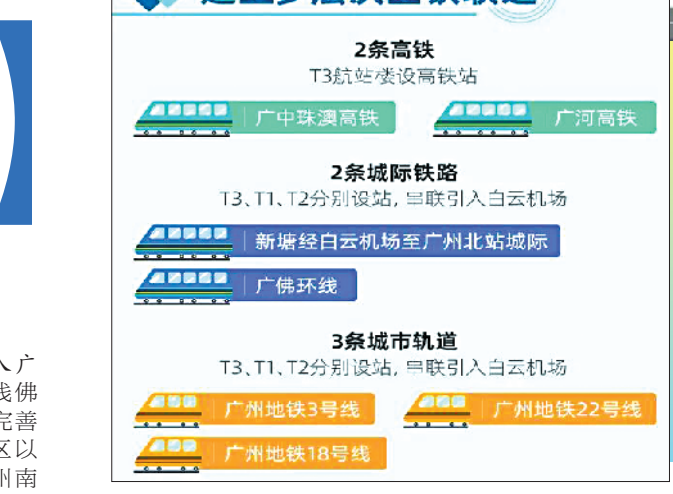 2条高铁
T3航站楼设高铁站
广中珠澳高铁
广河高铁
2条城际铁路
T3、T1、T2分别设站,串联引入白云机场
新塘经白云机场至广州北站城际
广佛环线
3条城市轨道
T3、T1、T2分别设站,串联引入白云机场
广州地铁3号线
广州地铁22号线
广州地铁18号线
入广
线佛
完善
区以
州南